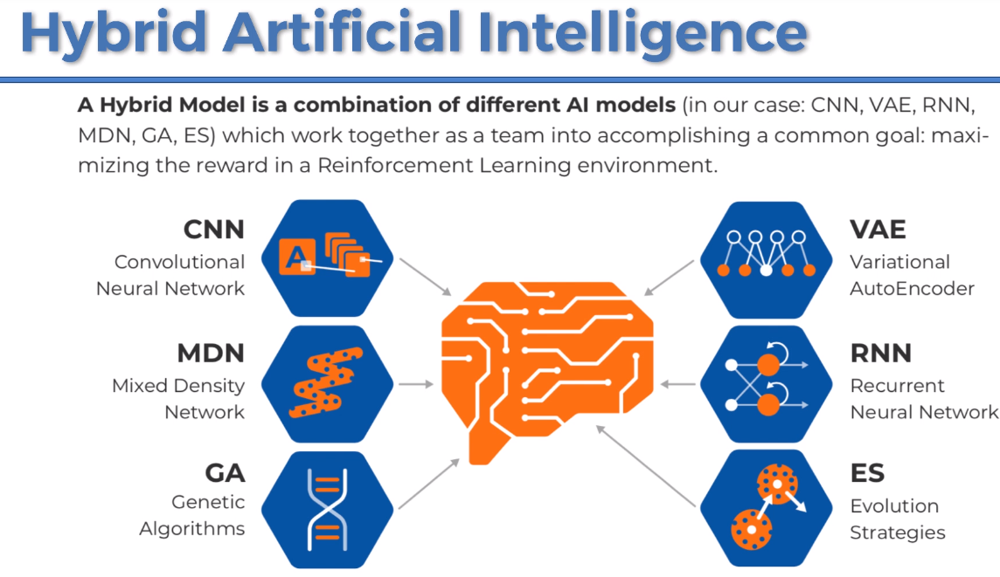 Hybrid Artificial Intelligence
A Hybrid Model is a combination of different AI models (in our case: CNN, VAE, RNN,
MDN, GA, ES) which work together as a team into accomplishing a common goal: maxi-
mizing the reward in a Reinforcement Learning environment.
CNN
Convolutional
Neural Network
A
VAE
Variational
AutoEncoder
MDN
Mixed Density
Network
RNN
Recurrent
Neural Network
GA
Genetic
Algorithms
ES
Evolution
Strategies